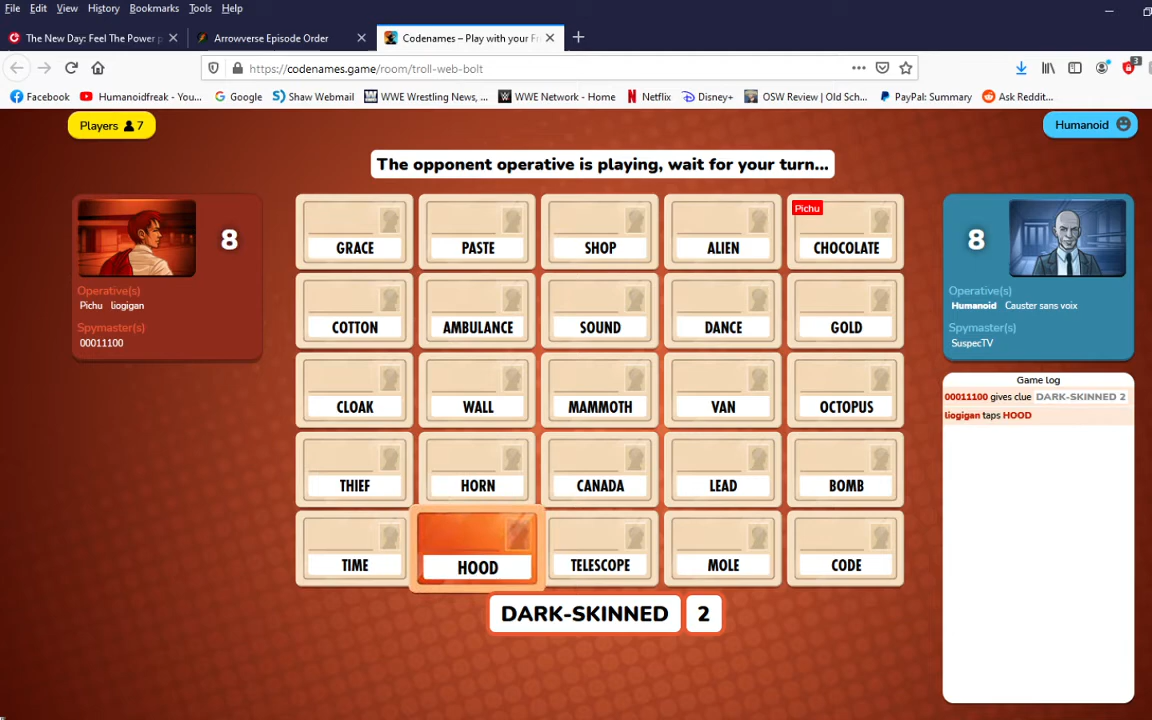 File Edit View History Bookmarks Tools Help
The New Day: Feel The Power p
Arrowverse Episode Order
Codenames – Play with your Fr
https://codenames.game/room/troll-web-bolt
3
Facebook
Humanoidfreak - You...
Google
Shaw Webmail
WWE Wrestling News, ...
WWE Network - Home
Netflix
Disney+
OSW Review | Old Sch...
PayPal: Summary
Ask Reddit...
Players 7
Humanoid
The opponent operative is playing, wait for your turn...
8
Operative(s)
Pichu liogigan
Spymaster(s)
00011100
Pichu
GRACE PASTE SHOP ALIEN CHOCOLATE
COTTON AMBULANCE SOUND DANCE GOLD
CLOAK WALL MAMMOTH VAN OCTOPUS
THIEF HORN CANADA LEAD BOMB
TIME HOOD TELESCOPE MOLE CODE
DARK-SKINNED 2
8
Operative(s)
Humanoid Causter sans voix
Spymaster(s)
SuspecTV
Game log
00011100 gives clue DARK-SKINNED 2
liogigan taps HOOD